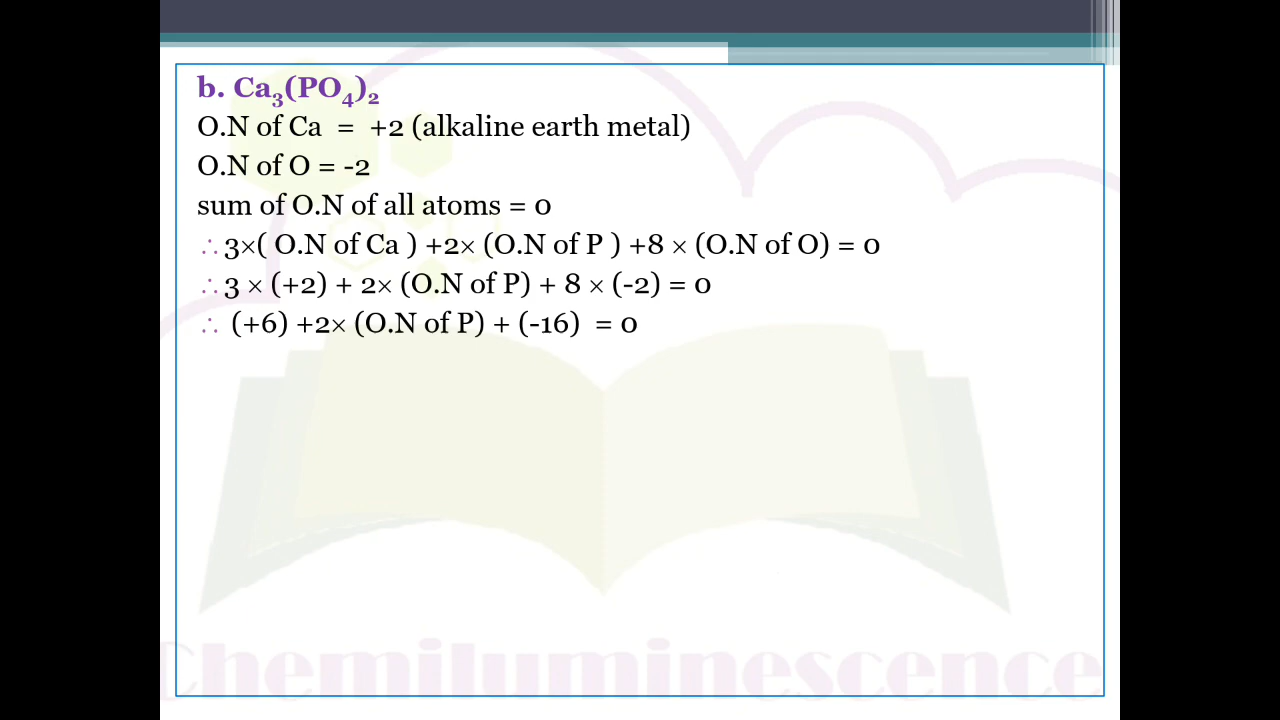 b. Ca₃(PO₄)₂
O.N of Ca = +2 (alkaline earth metal)
O.N of O = -2
sum of O.N of all atoms = 0
∴ 3×( O.N of Ca ) +2× (O.N of P ) +8 × (O.N of O) = 0
∴ 3 × (+2) + 2× (O.N of P) + 8 × (-2) = 0
∴ (+6) +2× (O.N of P) + (-16) = 0
Chemiluminescence